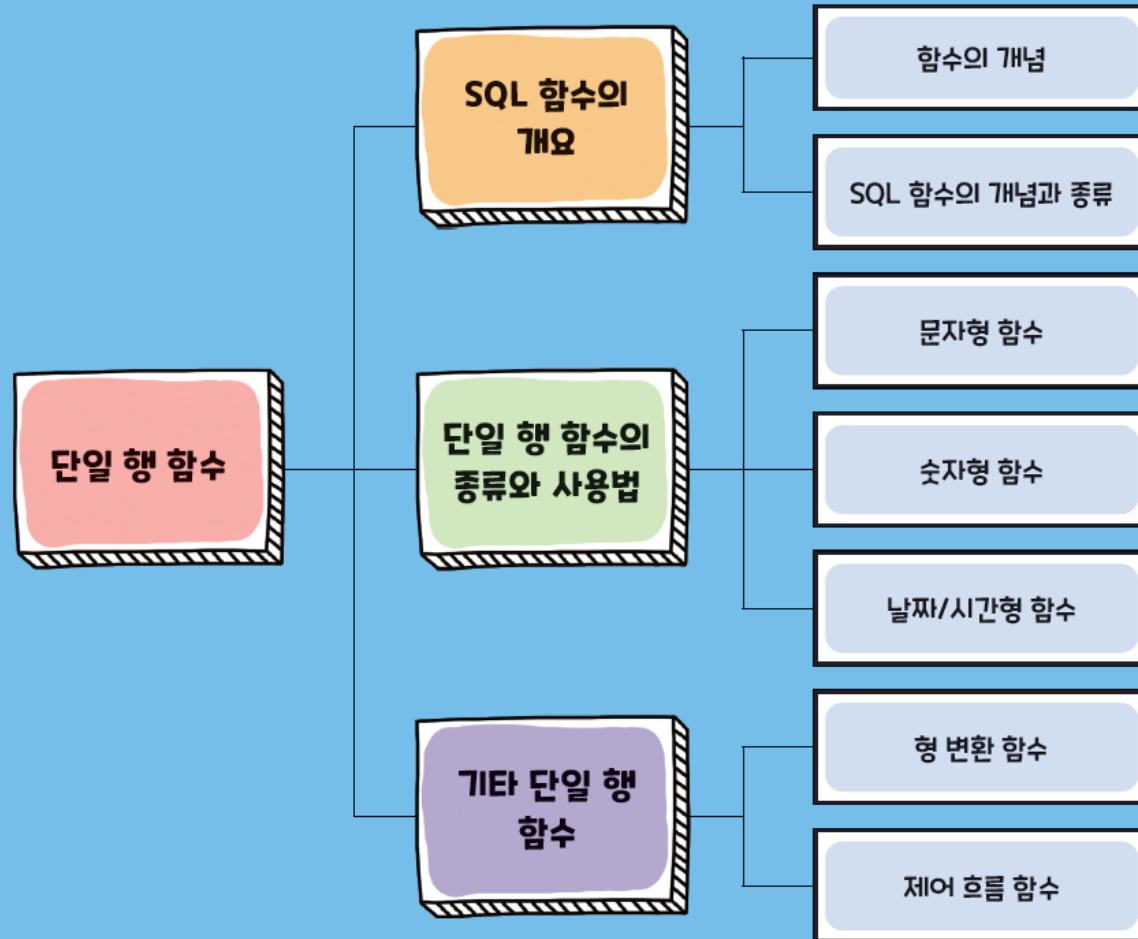 단일 행 함수
SQL 함수의
개요
함수의 개념
SQL 함수의 개념과 종류
단일 행 함수의
종류와 사용법
문자형 함수
숫자형 함수
날짜/시간형 함수
기타 단일 행
함수
형 변환 함수
제어 흐름 함수